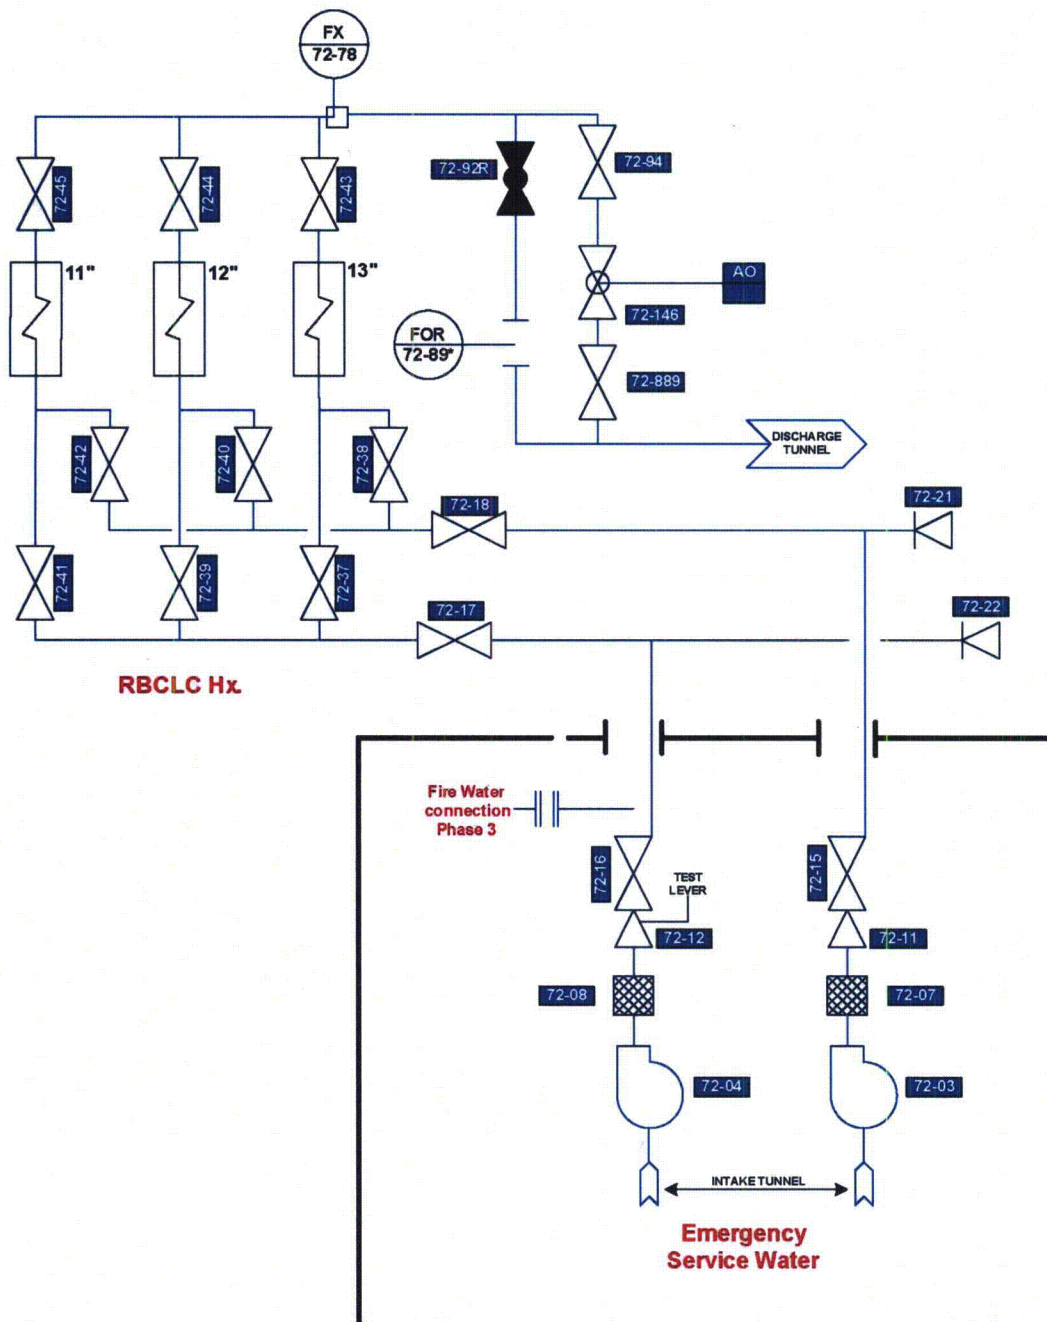 FX
72-78
72-45
72-44
72-43
72-92R
72-94
11"
12"
13"
AO
72-146
FOR
72-89*
72-889
DISCHARGE
TUNNEL
72-42
72-40
72-38
72-18
72-21
72-41
72-39
72-37
72-17
72-22
RBCLC Hx.
Fire Water
connection
Phase 3
72-16
TEST
LEVER
72-15
72-12
72-11
72-08
72-07
72-04
72-03
INTAKE TUNNEL
Emergency
Service Water